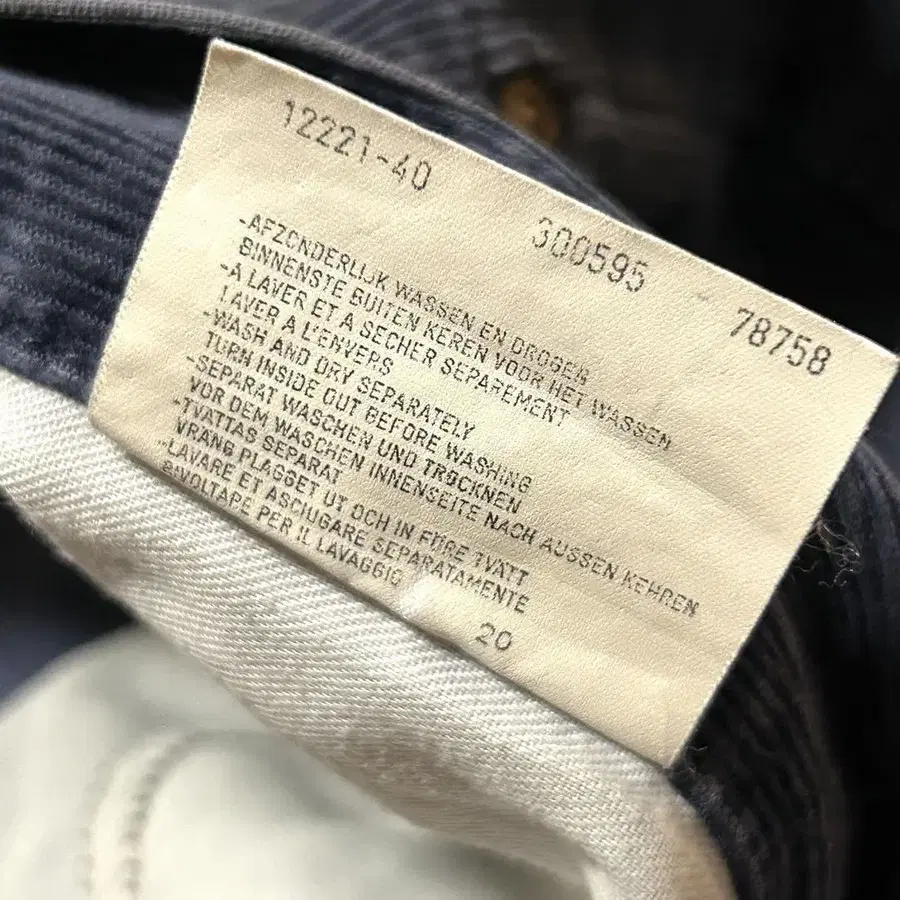 12221-40 300595 78758
-AFZONDERLIJK WASSEN EN DROGEN
BINNENSTE BUITEN KEREN VOOR HET WASSEN
-A LAVER ET A SECHER SEPAREMENT
LAVER A L'ENVERS
-WASH AND DRY SEPARATELY
TURN INSIDE OUT BEFORE WASHING
-SEPARAT WASCHEN UND TROCKNEN
VOR DEM WASCHEN INNENSEITE NACH AUSSEN KEHREN
-TVATTAS SEPARAT
VRANG PLAGGET UT OCH IN FÖRE TVATT
-LAVARE ET ASCIUGARE SEPARATAMENTE
RIVOLTARE PER IL LAVAGGIO
20